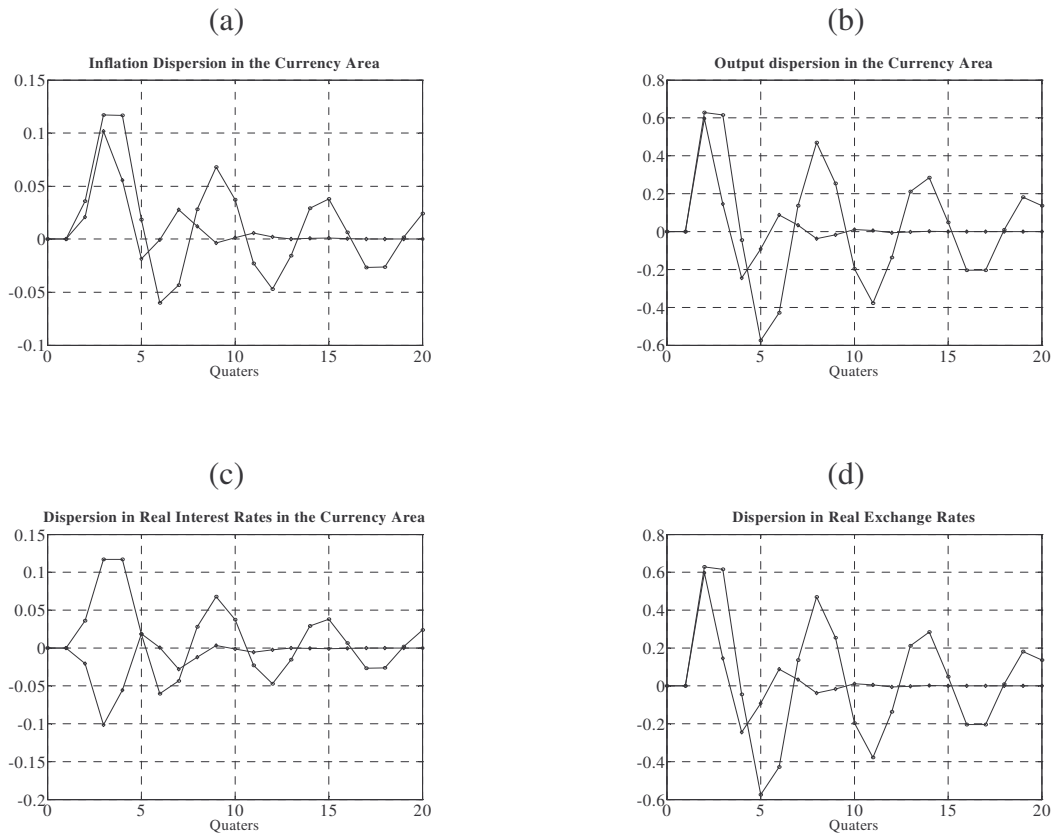 (a)
Inflation Dispersion in the Currency Area
0.15
0.1
0.05
0
-0.05
-0.1
0 5 10 15 20
Quaters
(b)
Output dispersion in the Currency Area
0.8
0.6
0.4
0.2
0
-0.2
-0.4
-0.6
0 5 10 15 20
Quaters
(c)
Dispersion in Real Interest Rates in the Currency Area
0.15
0.1
0.05
0
-0.05
-0.1
-0.15
-0.2
0 5 10 15 20
Quaters
(d)
Dispersion in Real Exchange Rates
0.8
0.6
0.4
0.2
0
-0.2
-0.4
-0.6
0 5 10 15 20
Quaters